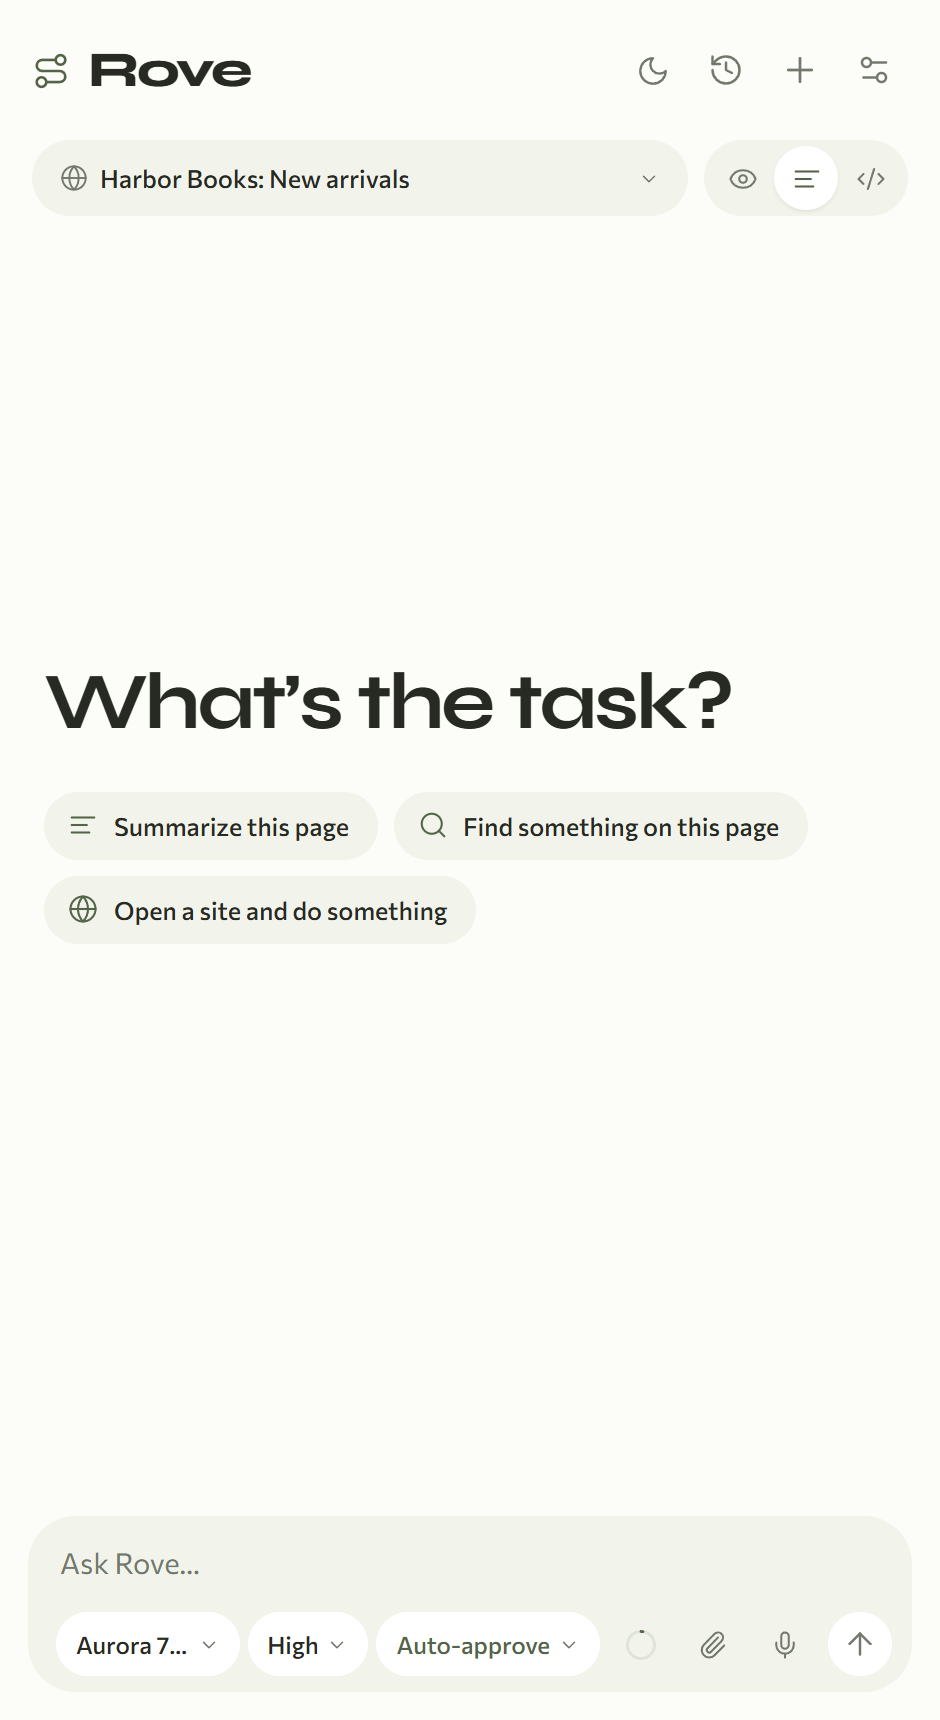 Rove
Harbor Books: New arrivals
What's the task?
Summarize this page
Find something on this page
Open a site and do something
Ask Rove...
Aurora 7...
High
Auto-approve